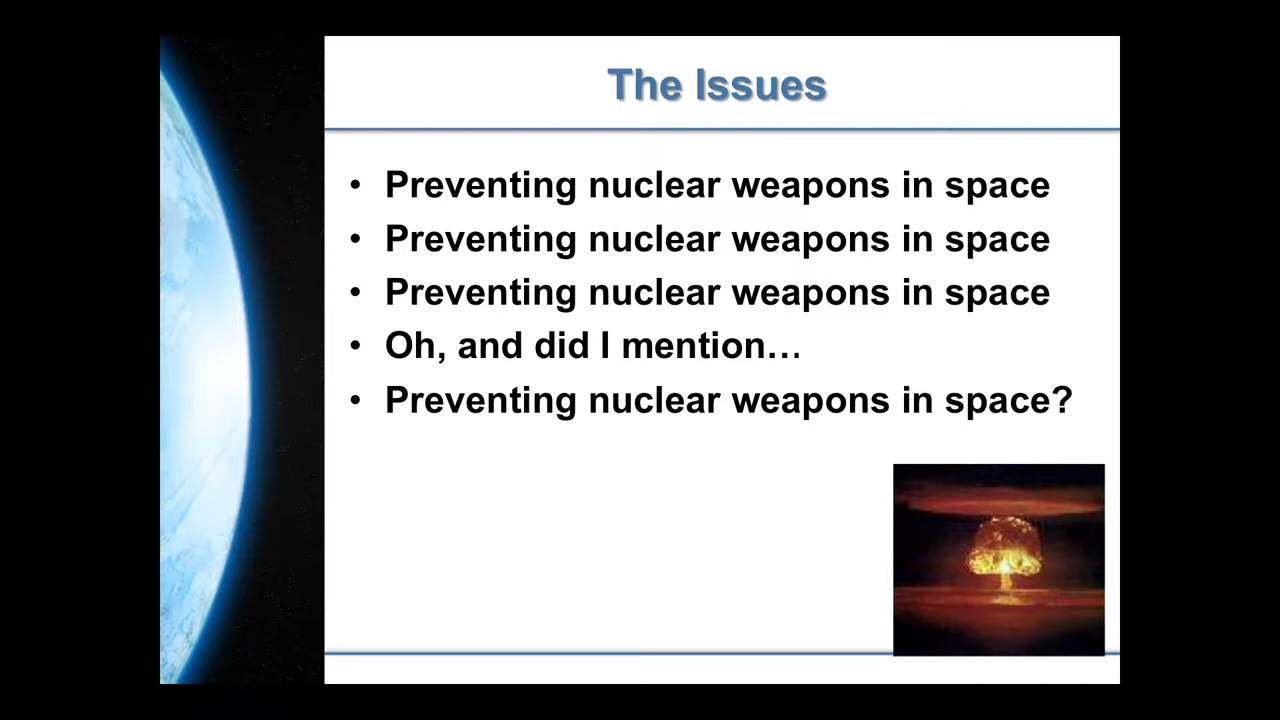 The Issues
• Preventing nuclear weapons in space
• Preventing nuclear weapons in space
• Preventing nuclear weapons in space
• Oh, and did I mention…
• Preventing nuclear weapons in space?